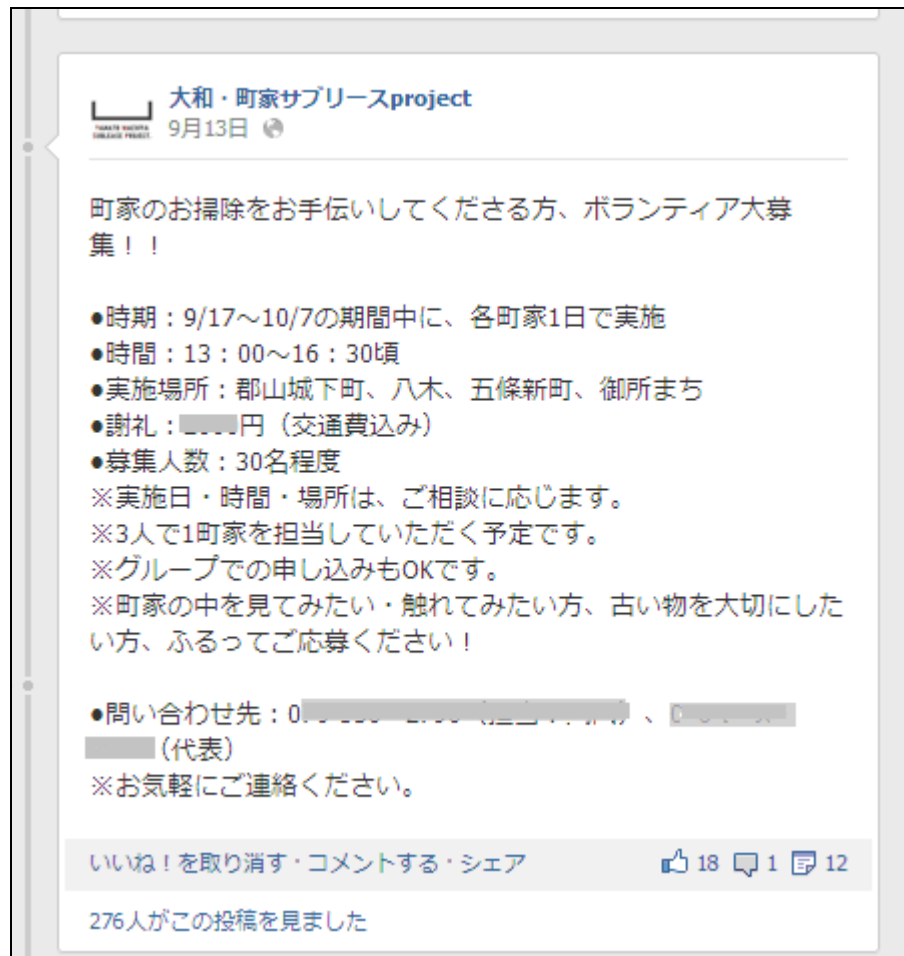 大和・町家サブリースproject
9月13日
町家のお掃除をお手伝いしてくださる方、ボランティア大募
集！！
●時期：9/17～10/7の期間中に、各町家1日で実施
●時間：13：00～16：30頃
●実施場所：郡山城下町、八木、五條新町、御所まち
●謝礼：円（交通費込み）
●募集人数：30名程度
※実施日・時間・場所は、ご相談に応じます。
※3人で1町家を担当していただく予定です。
※グループでの申し込みもOKです。
※町家の中を見てみたい・触れてみたい方、古い物を大切にした
い方、ふるってご応募ください！
●問い合わせ先：0 、
（代表）
※お気軽にご連絡ください。
いいね！を取り消す・コメントする・シェア 18 1 12
276人がこの投稿を見ました